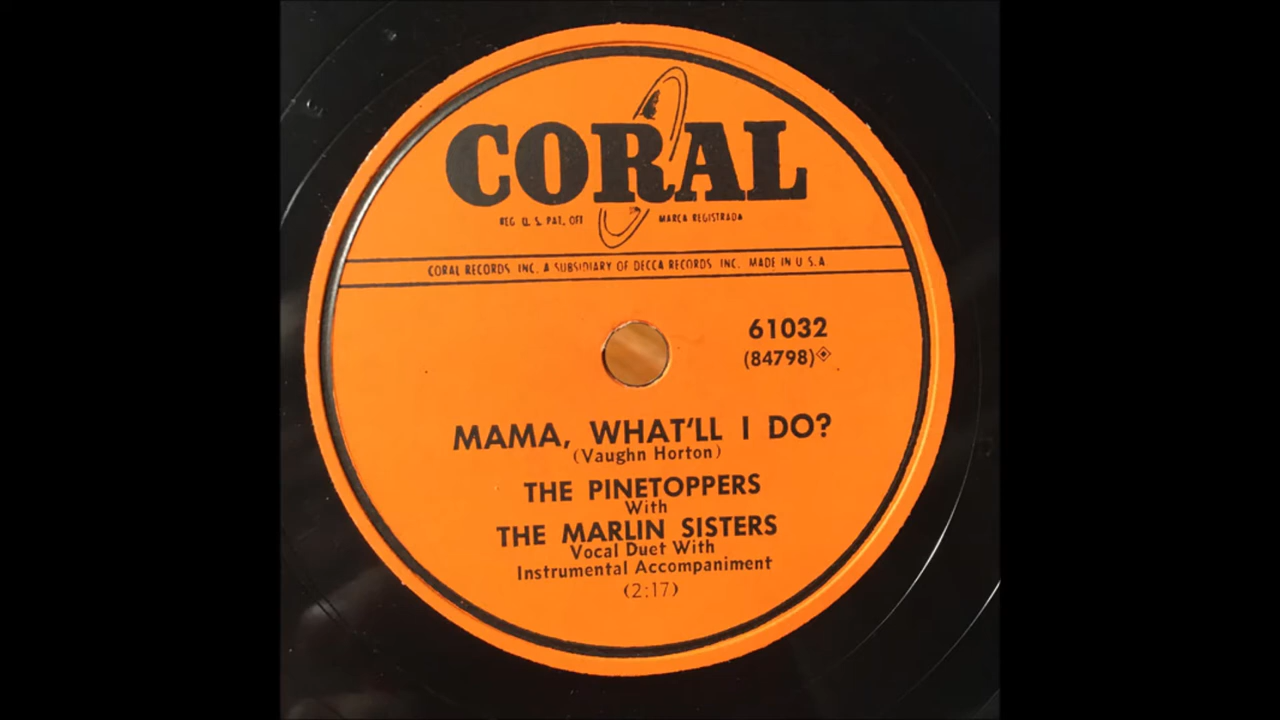 CORAL
REG. U. S. PAT. OFF. MARCA REGISTRADA
CORAL RECORDS, INC. A SUBSIDIARY OF DECCA RECORDS, INC. MADE IN U.S.A.
61032
(84798)
MAMA, WHAT'LL I DO?
(Vaughn Horton)
THE PINETOPPERS
With
THE MARLIN SISTERS
Vocal Duet With
Instrumental Accompaniment
(2:17)